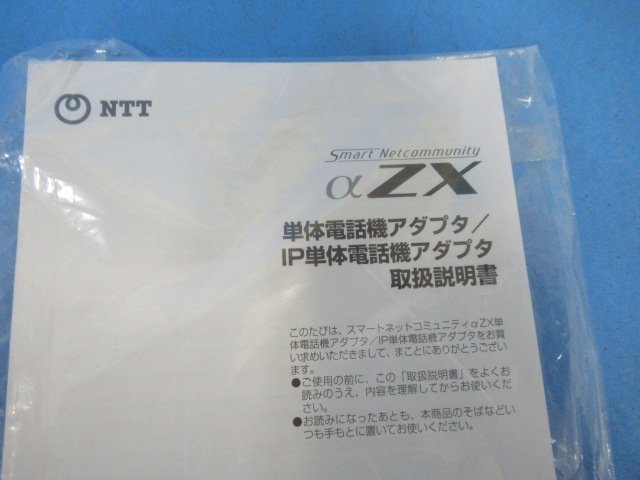 NTT
Smart Netcommunity
αZX
単体電話機アダプタ/
IP単体電話機アダプタ
取扱説明書
このたびは、スマートネットコミュニティαZX単
体電話機アダプタ/IP単体電話機アダプタをお買
い求めいただきまして、まことにありがとうござい
ます。
●ご使用の前に、この「取扱説明書」をよくお
読みのうえ、内容を理解してからお使いくだ
さい。
●お読みになったあとも、本商品のそばなどい
つも手もとに置いてお使いください。